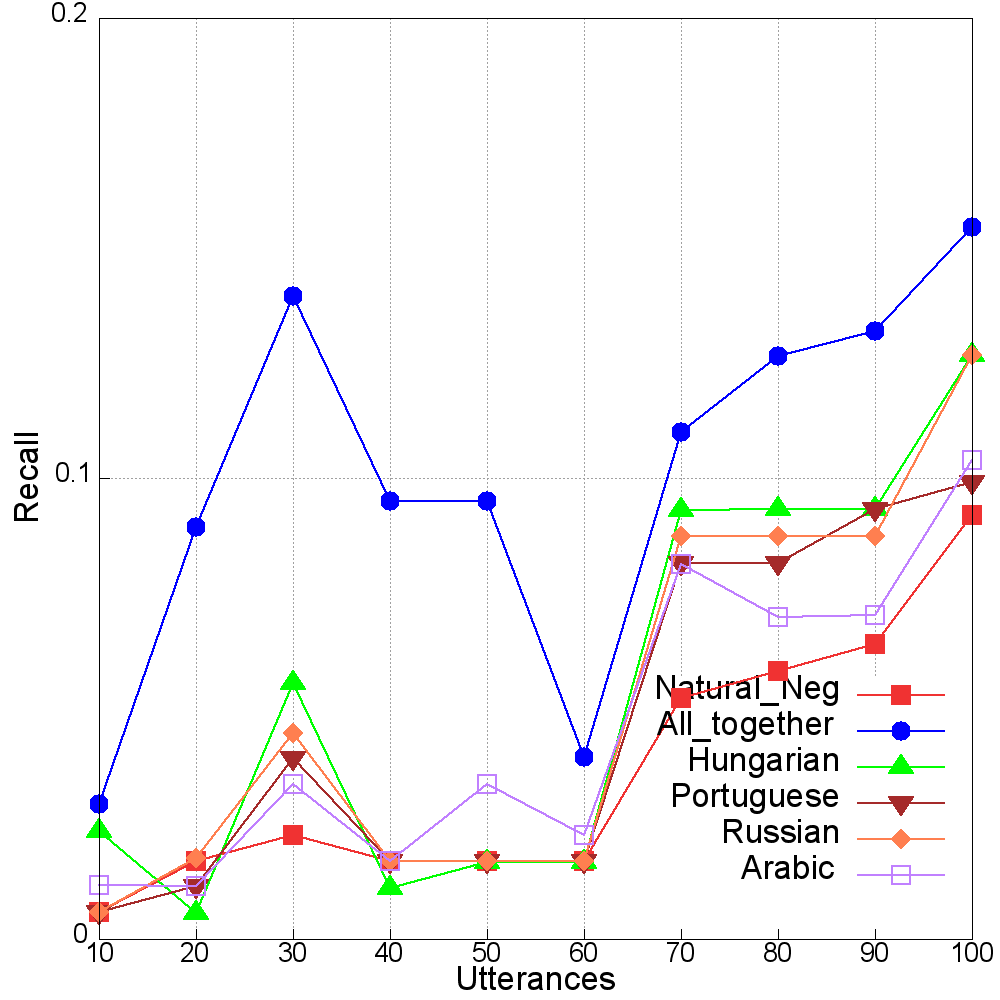 0.2
0.1
0
Recall
10 20 30 40 50 60 70 80 90 100
Utterances
Natural_Neg
All_together
Hungarian
Portuguese
Russian
Arabic